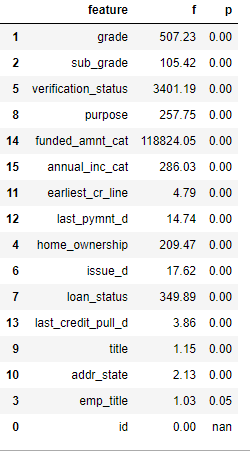 feature f p
1 grade 507.23 0.00
2 sub_grade 105.42 0.00
5 verification_status 3401.19 0.00
8 purpose 257.75 0.00
14 funded_amnt_cat 118824.05 0.00
15 annual_inc_cat 286.03 0.00
11 earliest_cr_line 4.79 0.00
12 last_pymnt_d 14.74 0.00
4 home_ownership 209.47 0.00
6 issue_d 17.62 0.00
7 loan_status 349.89 0.00
13 last_credit_pull_d 3.86 0.00
9 title 1.15 0.00
10 addr_state 2.13 0.00
3 emp_title 1.03 0.05
0 id 0.00 nan